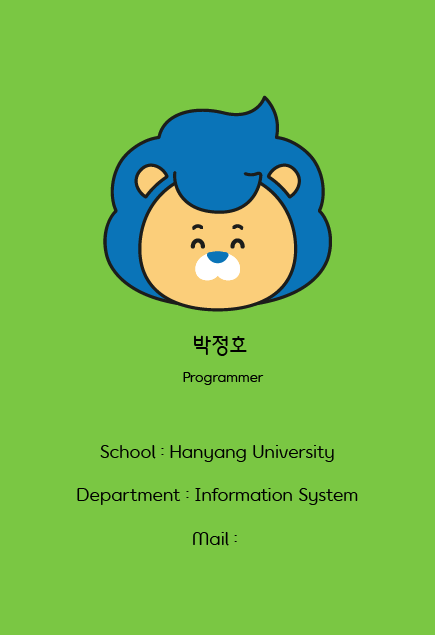 박정호
Programmer
School : Hanyang University
Department : Information System
Mail :